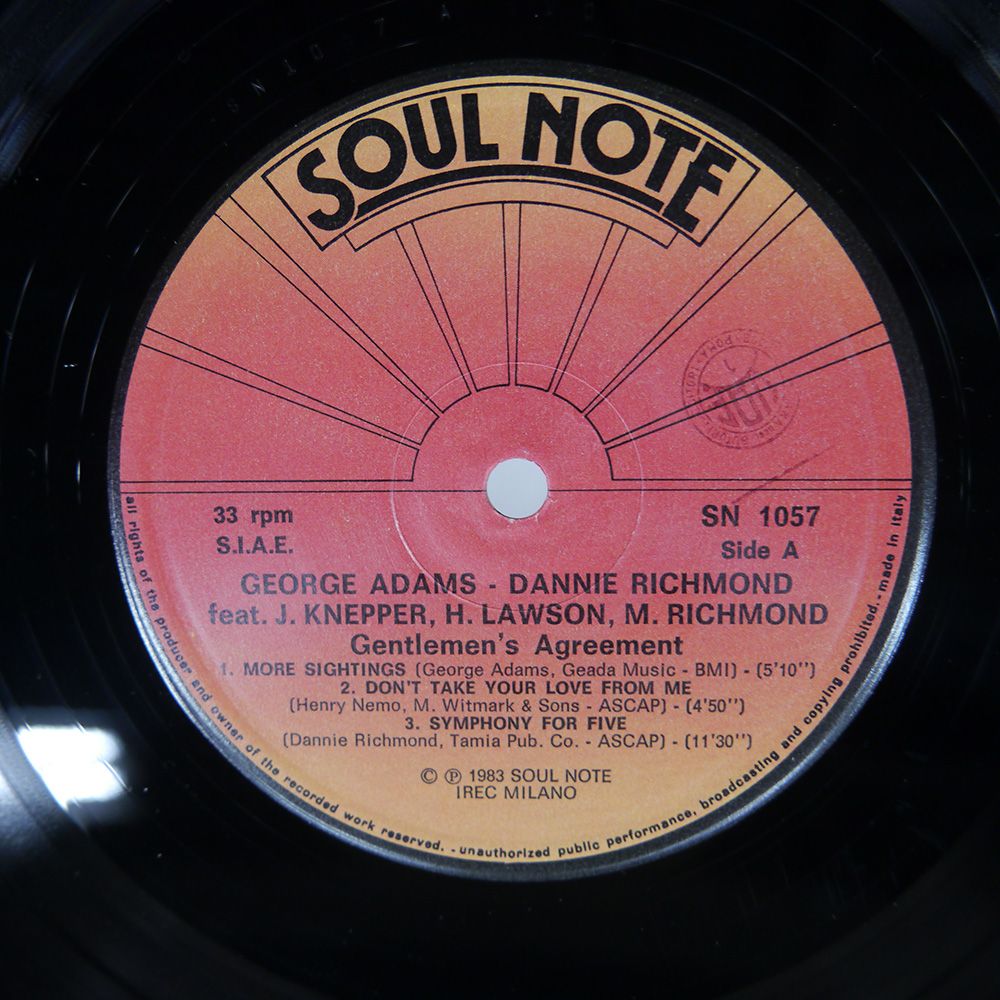 SOUL NOTE
33 rpm
S.I.A.E.
SN 1057
Side A
GEORGE ADAMS - DANNIE RICHMOND
feat. J. KNEPPER, H. LAWSON, M. RICHMOND
Gentlemen's Agreement
1. MORE SIGHTINGS (George Adams, Geada Music - BMI) - (5'10'')
2. DON'T TAKE YOUR LOVE FROM ME
(Henry Nemo, M. Witmark & Sons - ASCAP) - (4'50'')
3. SYMPHONY FOR FIVE
(Dannie Richmond, Tamia Pub. Co. - ASCAP) - (11'30'')
© ℗ 1983 SOUL NOTE
IREC MILANO
all rights of the producer and owner of the recorded work reserved. - unauthorized public performance, broadcasting and copying prohibited. - made in italy